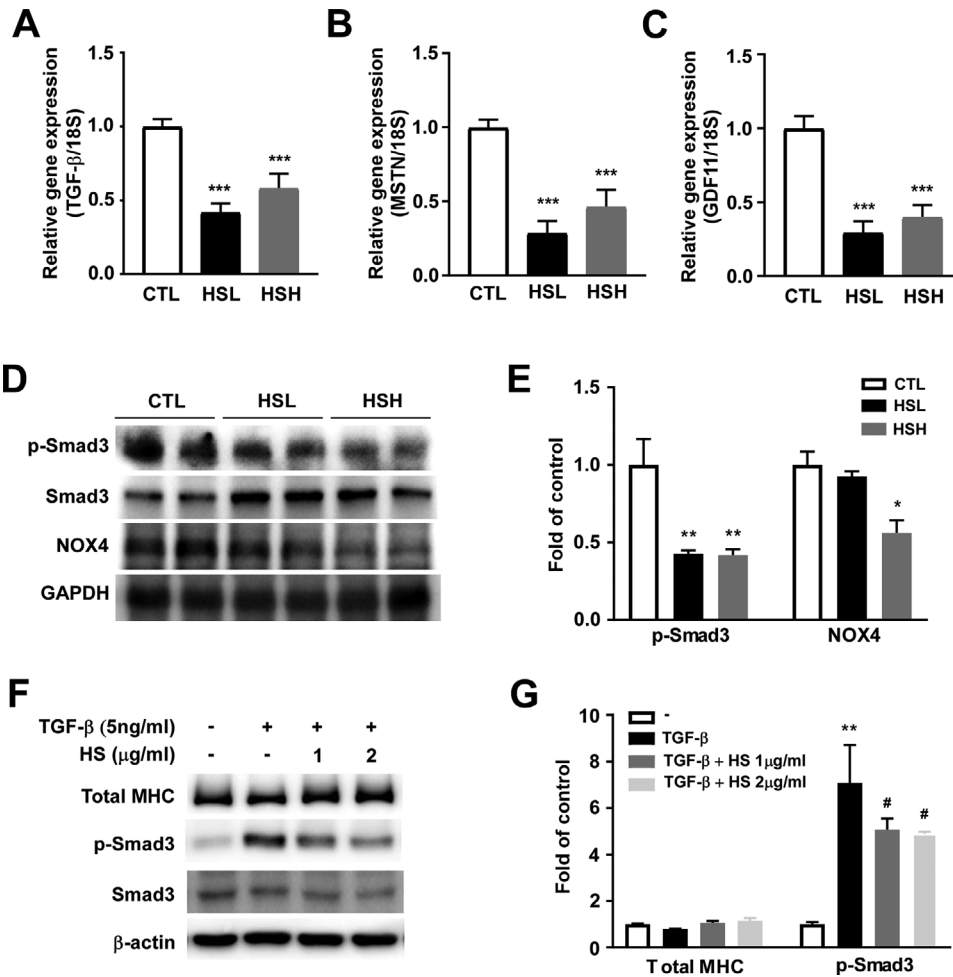 A
Relative gene expression
(TGF-β/18S)
1.5
1.0
0.5
0.0
***
***
CTL HSL HSH
B
Relative gene expression
(MSTN/18S)
1.5
1.0
0.5
0.0
***
***
CTL HSL HSH
C
Relative gene expression
(GDF11/18S)
1.5
1.0
0.5
0.0
***
***
CTL HSL HSH
D
CTL HSL HSH
p-Smad3
Smad3
NOX4
GAPDH
E
Fold of control
1.5
1.0
0.5
0.0
CTL
HSL
HSH
** **
*
p-Smad3 NOX4
F
TGF-β (5ng/ml) - + + +
HS (μg/ml) - - 1 2
Total MHC
p-Smad3
Smad3
β-actin
G
Fold of control
10
8
6
4
2
0
-
TGF-β
TGF-β + HS 1μg/ml
TGF-β + HS 2μg/ml
**
# #
Total MHC p-Smad3